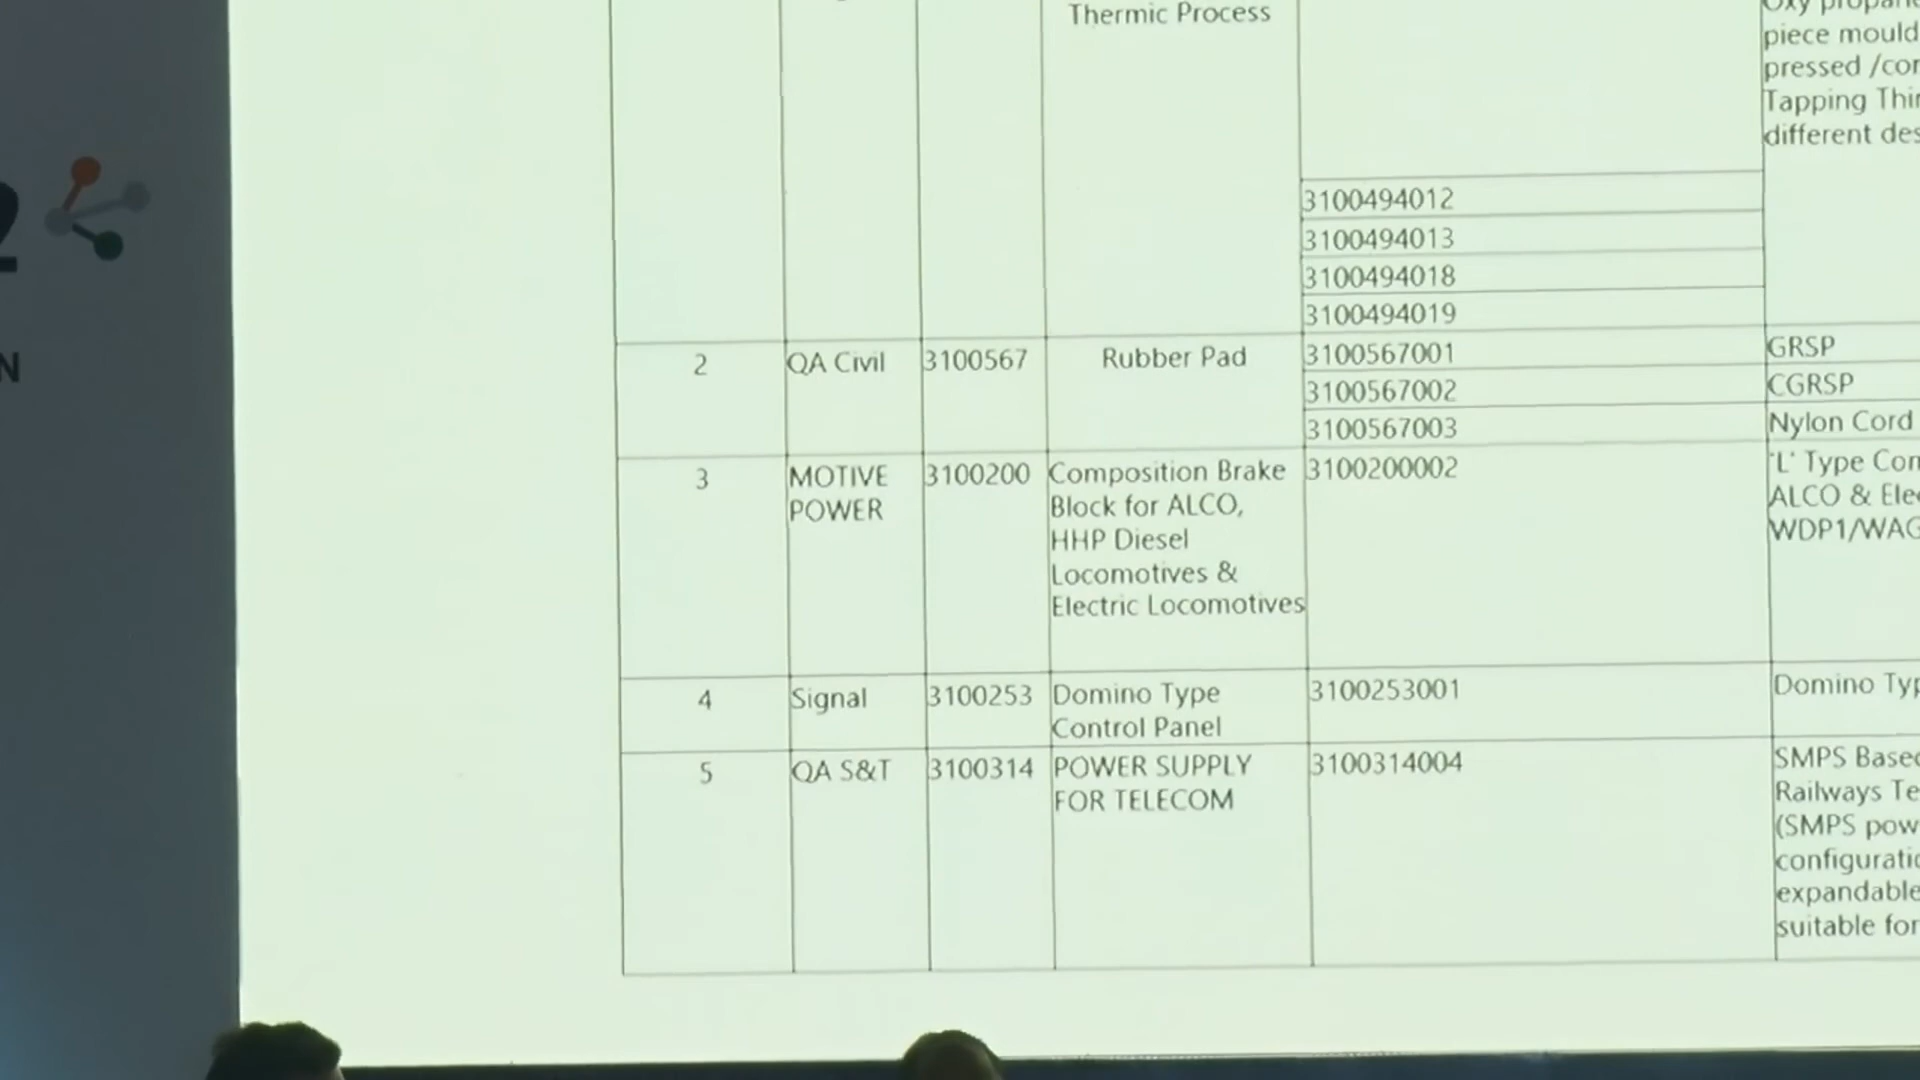 Thermic Process
piece mould
pressed /cor
Tapping Thi
different des
3100494012
3100494013
3100494018
3100494019
2 QA Civil 3100567 Rubber Pad 3100567001 GRSP
3100567002 CGRSP
3100567003 Nylon Cord
3 MOTIVE POWER 3100200 Composition Brake 3100200002 'L' Type Com
Block for ALCO, ALCO & Ele
HHP Diesel WDP1/WAG
Locomotives &
Electric Locomotives
4 Signal 3100253 Domino Type 3100253001 Domino Typ
Control Panel
5 QA S&T 3100314 POWER SUPPLY 3100314004 SMPS Based
FOR TELECOM Railways Te
(SMPS pow
configuratio
expandable
suitable for
2
N